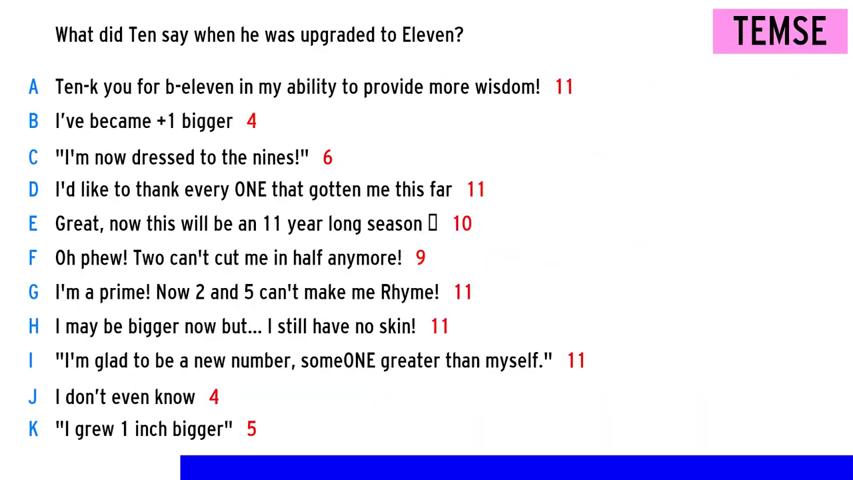 What did Ten say when he was upgraded to Eleven?
TEMSE
A Ten-k you for b-eleven in my ability to provide more wisdom! 11
B I've became +1 bigger 4
C "I'm now dressed to the nines!" 6
D I'd like to thank every ONE that gotten me this far 11
E Great, now this will be an 11 year long season ▯ 10
F Oh phew! Two can't cut me in half anymore! 9
G I'm a prime! Now 2 and 5 can't make me Rhyme! 11
H I may be bigger now but... I still have no skin! 11
I "I'm glad to be a new number, someONE greater than myself." 11
J I don't even know 4
K "I grew 1 inch bigger" 5